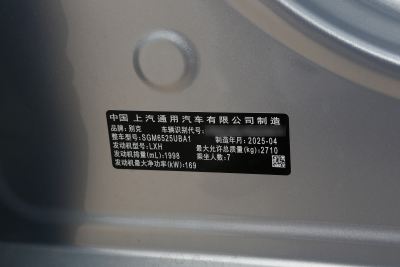 中国 上汽通用汽车有限公司制造
品牌:别克 车辆识别代号:
整车型号:SGM6525UBA1 制造年月:2025-04
发动机型号:LXH 最大允许总质量(kg):2710
发动机排量(mL):1998 乘坐人数:7
发动机最大净功率(kW):169